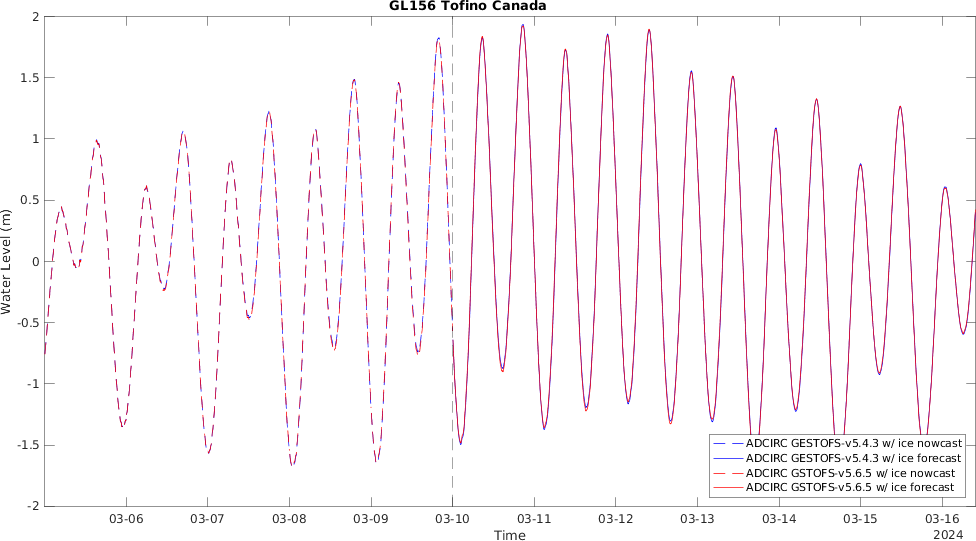 GL156 Tofino Canada
2
1.5
1
0.5
0
-0.5
-1
-1.5
-2
Water Level (m)
ADCIRC GESTOFS-v5.4.3 w/ ice nowcast
ADCIRC GESTOFS-v5.4.3 w/ ice forecast
ADCIRC GSTOFS-v5.6.5 w/ ice nowcast
ADCIRC GSTOFS-v5.6.5 w/ ice forecast
03-06 03-07 03-08 03-09 03-10 03-11 03-12 03-13 03-14 03-15 03-16
Time
2024